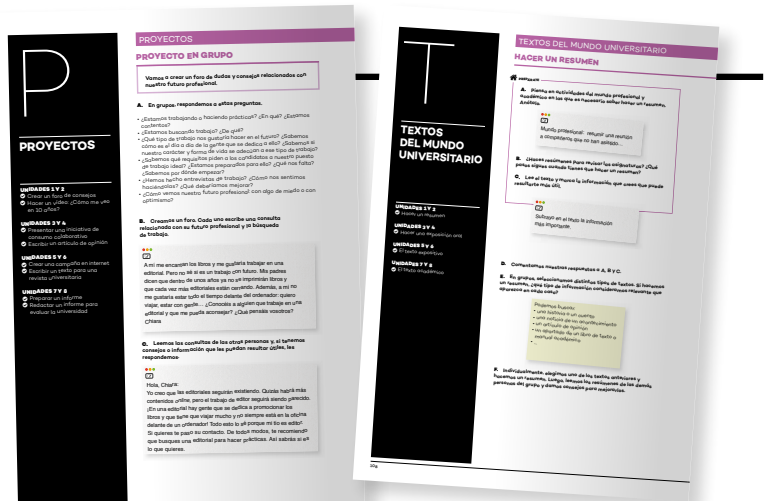 P
PROYECTOS
UNIDADES 1 Y 2
Crear un foro de consejos
Hacer un vídeo: ¿Cómo me veo
en 10 años?
UNIDADES 3 Y 4
Presentar una iniciativa de
consumo colaborativo
Escribir un artículo de opinión
UNIDADES 5 Y 6
Crear una campaña en internet
Escribir un texto para una
revista universitaria
UNIDADES 7 Y 8
Preparar un informe
Redactar un informe para
evaluar la universidad
PROYECTOS
PROYECTO EN GRUPO
Vamos a crear un foro de dudas y consejos relacionados con
nuestro futuro profesional.
A. En grupos, respondemos a estas preguntas.
• ¿Estamos trabajando o haciendo prácticas? ¿En qué? ¿Estamos
contentos?
• ¿Estamos buscando trabajo? ¿De qué?
• ¿Qué tipo de trabajo nos gustaría hacer en el futuro? ¿Sabemos
cómo es el día a día de la gente que se dedica a ello? ¿Sabemos si
nuestro carácter y forma de vida se adecúan a ese tipo de trabajo?
• ¿Sabemos qué requisitos piden a los candidatos a nuestro puesto
de trabajo ideal? ¿Estamos preparados para ello? ¿Qué nos falta?
¿Sabemos por dónde empezar?
• ¿Hemos hecho entrevistas de trabajo? ¿Cómo nos sentimos
haciéndolas? ¿Qué deberíamos mejorar?
• ¿Cómo vemos nuestro futuro profesional: con algo de miedo o con
optimismo?
B. Creamos un foro. Cada uno escribe una consulta
relacionada con su futuro profesional y la búsqueda
de trabajo.
A mí me encantan los libros y me gustaría trabajar en una
editorial. Pero no sé si es un trabajo con futuro. Mis padres
dicen que dentro de unos años ya no se imprimirán libros y
que cada vez más editoriales están cerrando. Además, a mí no
me gustaría estar todo el tiempo delante del ordenador: quiero
viajar, estar con gente... ¿Conocéis a alguien que trabaje en una
editorial y que me pueda aconsejar? ¿Qué pensáis vosotros?
Chiara
C. Leemos las consultas de las otras personas y, si tenemos
consejos o información que les puedan resultar útiles, les
respondemos.
Hola, Chiara:
Yo creo que las editoriales seguirán existiendo. Quizás habrá más
contenidos online, pero el trabajo de editor seguirá siendo parecido.
¡En una editorial hay gente que se dedica a promocionar los
libros y que tiene que viajar mucho y no siempre está en la oficina
delante de un ordenador! Todo esto lo sé porque mi tío es editor.
Si quieres te paso su contacto. De todos modos, te recomiendo
que busques una editorial para hacer prácticas. Así sabrás si es
lo que quieres.
T
TEXTOS
DEL MUNDO
UNIVERSITARIO
UNIDADES 1 Y 2
Hacer un resumen
UNIDADES 3 Y 4
Hacer una exposición oral
UNIDADES 5 Y 6
El texto expositivo
UNIDADES 7 Y 8
El texto académico
104
TEXTOS DEL MUNDO UNIVERSITARIO
HACER UN RESUMEN
PREPÁRATE
A. Piensa en actividades del mundo profesional y
académico en las que es necesario saber hacer un resumen.
Anótalo.
Mundo profesional: resumir una reunión
a compañeros que no han asistido...
B. ¿Haces resúmenes para revisar las asignaturas? ¿Qué
pasos sigues cuando tienes que hacer un resumen?
C. Lee el texto y marca la información que crees que puede
resultarte más útil.
Subrayo en el texto la información
más importante.
D. Comentamos nuestras respuestas a A, B y C.
E. En grupos, seleccionamos distintos tipos de textos. Si hacemos
un resumen, ¿qué tipo de información consideramos relevante que
aparezca en cada uno?
Podemos buscar:
• una historia o un cuento
• una noticia de un acontecimiento
• un artículo de opinión
• un apartado de un libro de texto o
manual académico
• ...
F. Individualmente, elegimos uno de los textos anteriores y
hacemos un resumen. Luego, leemos los resúmenes de las demás
personas del grupo y damos consejos para mejorarlos.